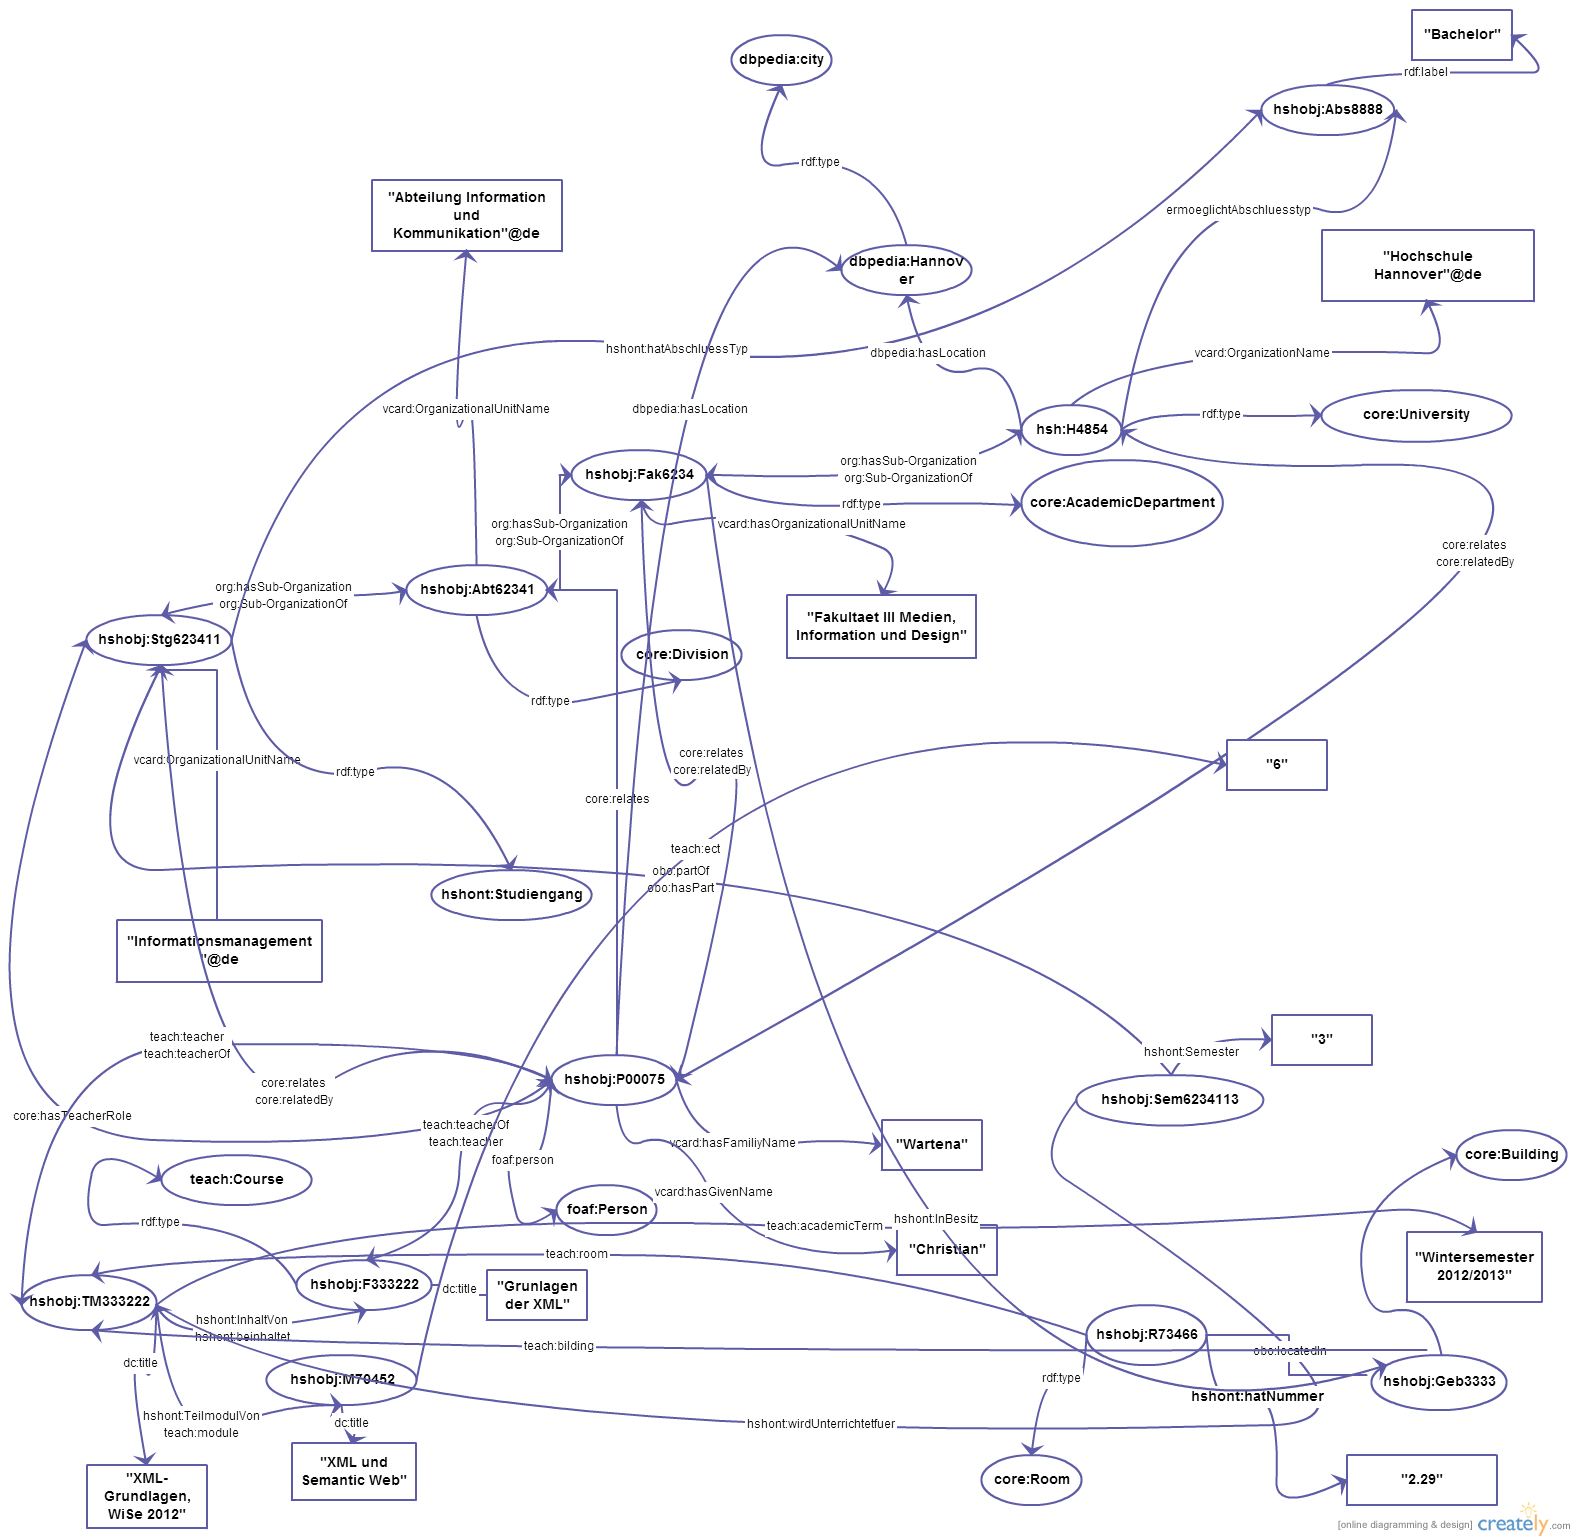 "Bachelor"
dbpedia:city
rdf:label
hshobj:Abs8888
rdf:type
"Abteilung Information
und
Kommunikation"@de
ermoeglichtAbschluesstyp
"Hochschule
Hannover"@de
dbpedia:Hannov
er
hshont:hatAbschluessTyp
dbpedia:hasLocation
vcard:OrganizationName
vcard:OrganizationalUnitName
dbpedia:hasLocation
rdf:type
core:University
hsh:H4854
org:hasSub-Organization
org:Sub-OrganizationOf
hshobj:Fak6234
rdf:type
core:AcademicDepartment
org:hasSub-Organization
org:Sub-OrganizationOf
vcard:hasOrganizationalUnitName
core:relates
core:relatedBy
org:hasSub-Organization
org:Sub-OrganizationOf
hshobj:Abt62341
"Fakultaet III Medien,
Information und Design"
hshobj:Stg623411
core:Division
rdf:type
vcard:OrganizationalUnitName
rdf:type
core:relates
core:relatedBy
"6"
core:relates
teach:ect
obo:partOf
obo:hasPart
hshont:Studiengang
"Informationsmanagement
"@de
teach:teacher
teach:teacherOf
"3"
hshont:Semester
core:relates
core:relatedBy
hshobj:P00075
hshobj:Sem6234113
core:hasTeacherRole
teach:teacherOf
teach:teacher
vcard:hasFamiliyName
"Wartena"
core:Building
foaf:person
teach:Course
vcard:hasGivenName
foaf:Person
rdf:type
teach:academicTerm
hshont:InBesitz
"Christian"
teach:room
"Wintersemester
2012/2013"
hshobj:TM333222
hshobj:F333222
dc:title
"Grunlagen
der XML"
hshont:InhaltVon
hshont:beinhaltet
teach:bilding
hshobj:R73466
obo:locatedIn
dc:title
hshobj:M70452
rdf:type
hshobj:Geb3333
hshont:hatNummer
hshont:TeilmodulVon
teach:module
dc:title
hshont:wirdUnterrichtetfuer
"XML und
Semantic Web"
core:Room
"2.29"
"XML-
Grundlagen,
WiSe 2012"
[online diagramming & design] creately.com